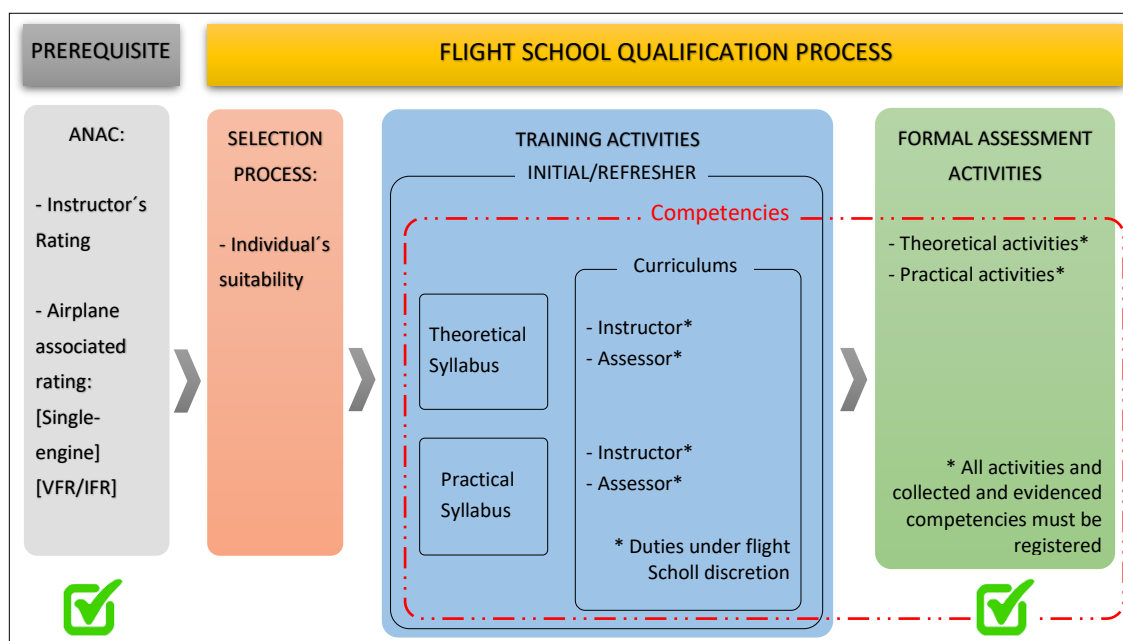 PREREQUISITE
FLIGHT SCHOOL QUALIFICATION PROCESS
ANAC:
- Instructor´s
Rating
- Airplane
associated
rating:
[Single-
engine]
[VFR/IFR]
SELECTION
PROCESS:
- Individual´s
suitability
TRAINING ACTIVITIES
INITIAL/REFRESHER
Competencies
Curriculums
Theoretical
Syllabus
- Instructor*
- Assessor*
Practical
Syllabus
- Instructor*
- Assessor*
* Duties under flight
Scholl discretion
FORMAL ASSESSMENT
ACTIVITIES
- Theoretical activities*
- Practical activities*
* All activities and
collected and evidenced
competencies must be
registered